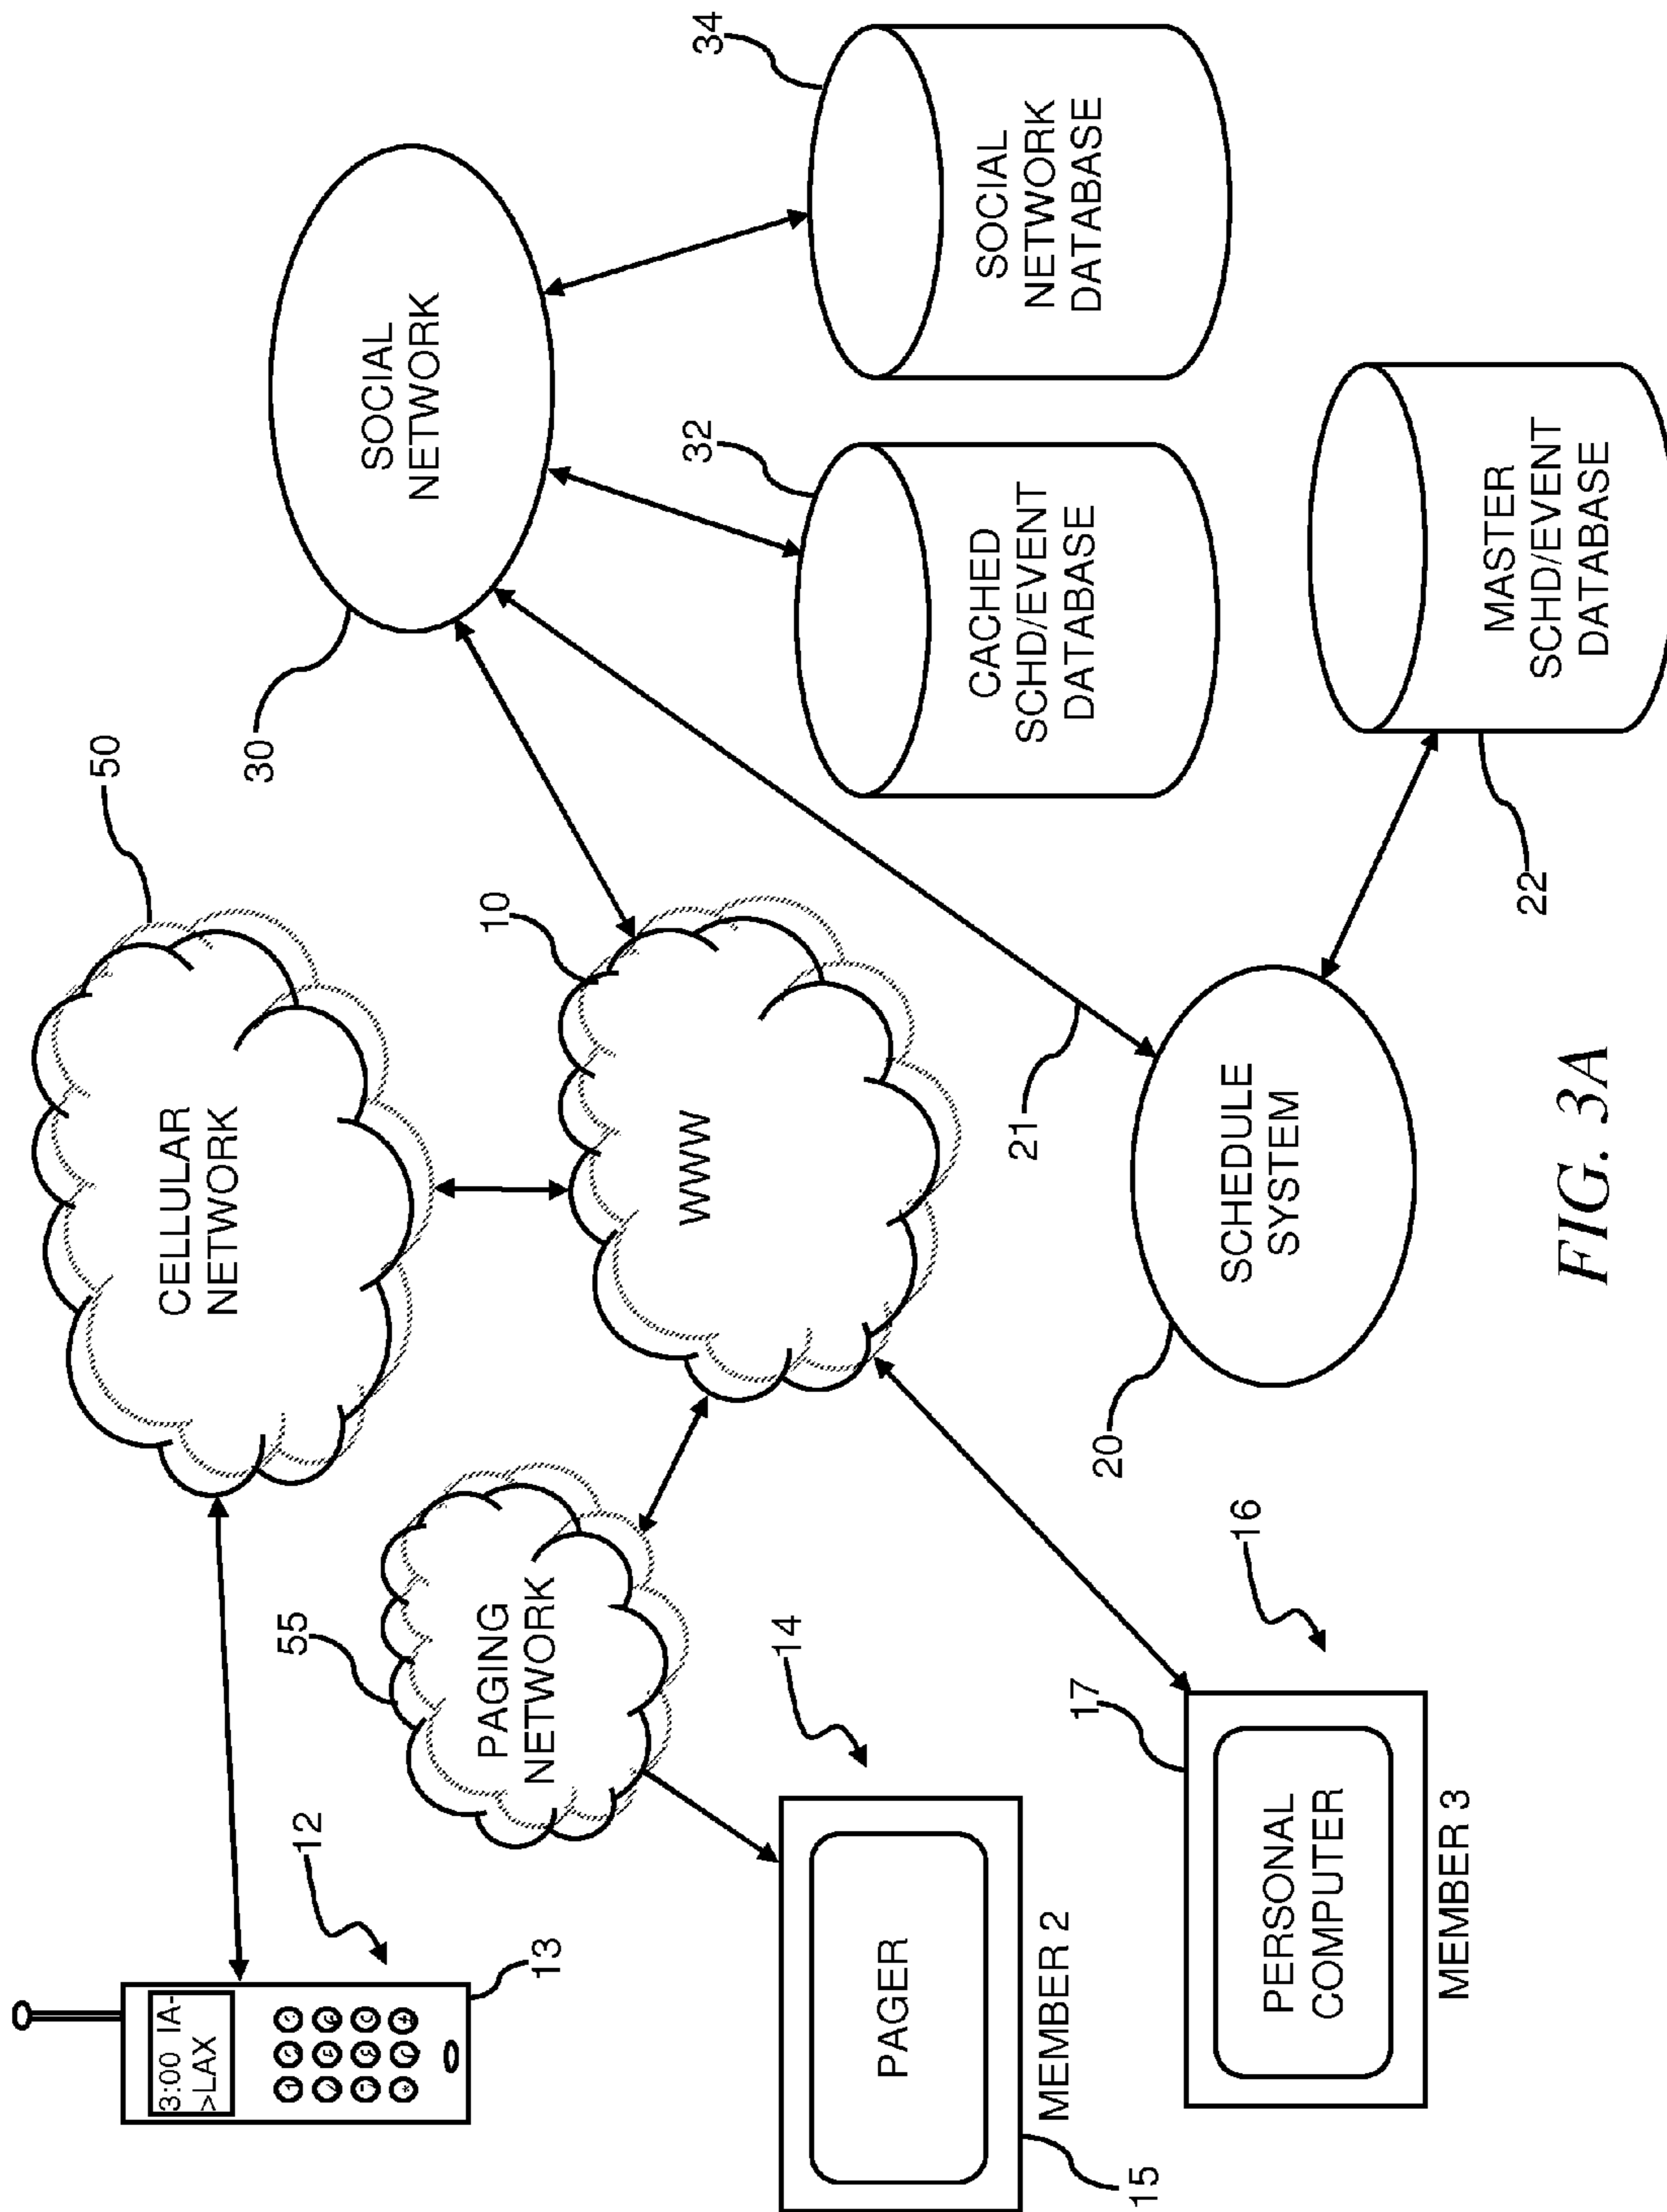 3:00 IA-
>LAX
12
13
CELLULAR
NETWORK
50
55
PAGING
NETWORK
10
WWW
30
SOCIAL
NETWORK
34
SOCIAL
NETWORK
DATABASE
32
CACHED
SCHD/EVENT
DATABASE
14
PAGER
MEMBER 2
15
17
16
PERSONAL
COMPUTER
MEMBER 3
20
21
SCHEDULE
SYSTEM
22
MASTER
SCHD/EVENT
DATABASE
FIG. 3A